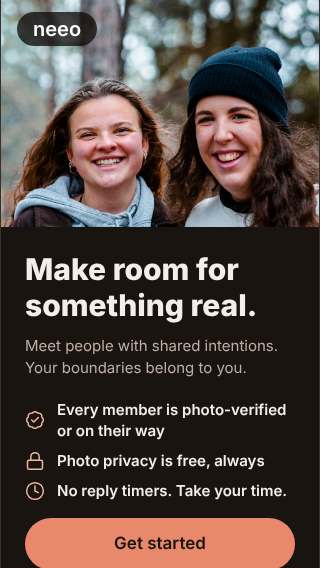 neeo
Make room for
something real.
Meet people with shared intentions.
Your boundaries belong to you.
Every member is photo-verified
or on their way
Photo privacy is free, always
No reply timers. Take your time.
Get started